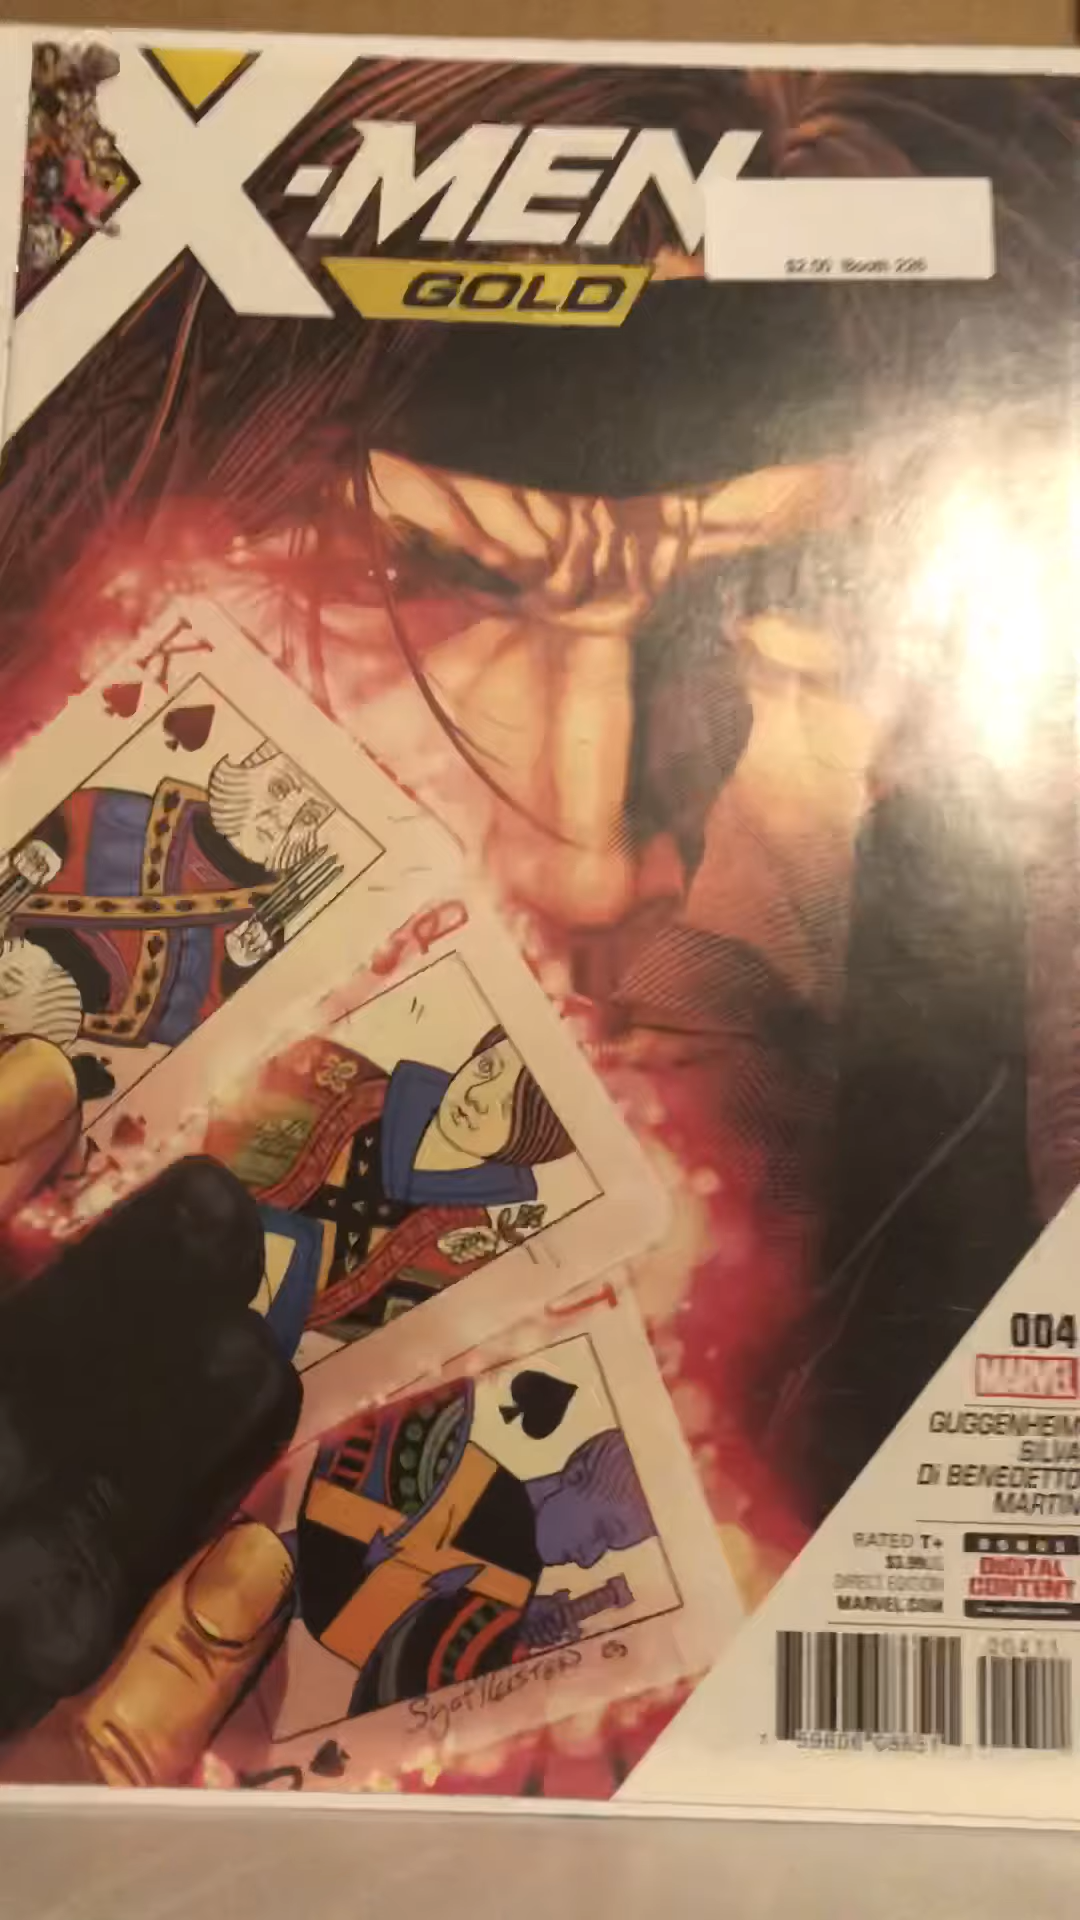 X-MEN
GOLD
$2.00 Booth 226
K
Q
J
004
MARVEL
GUGGENHEIM
SILVA
Di BENEDETTO
MARTIN
RATED T+
$3.99US
DIRECT EDITION
MARVEL.COM
BONUS
DIGITAL
CONTENT
20411